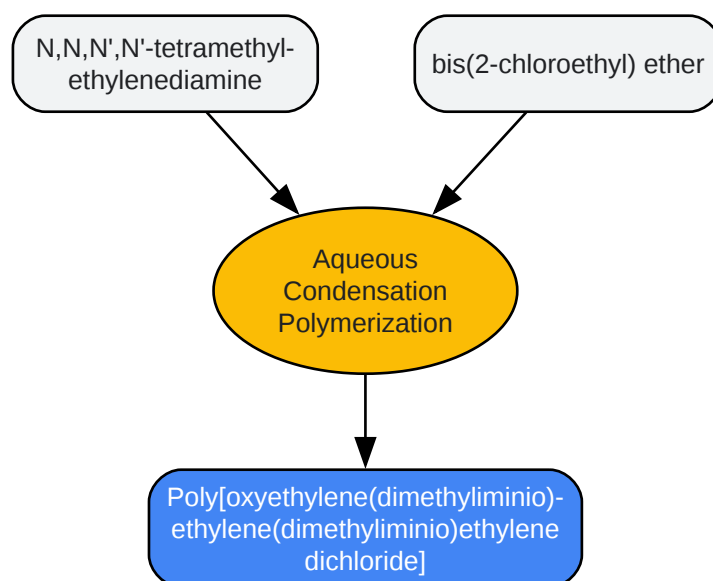 N,N,N',N'-tetramethyl-
ethylenediamine
bis(2-chloroethyl) ether
Aqueous
Condensation
Polymerization
Poly[oxyethylene(dimethyliminio)-
ethylene(dimethyliminio)ethylene
dichloride]